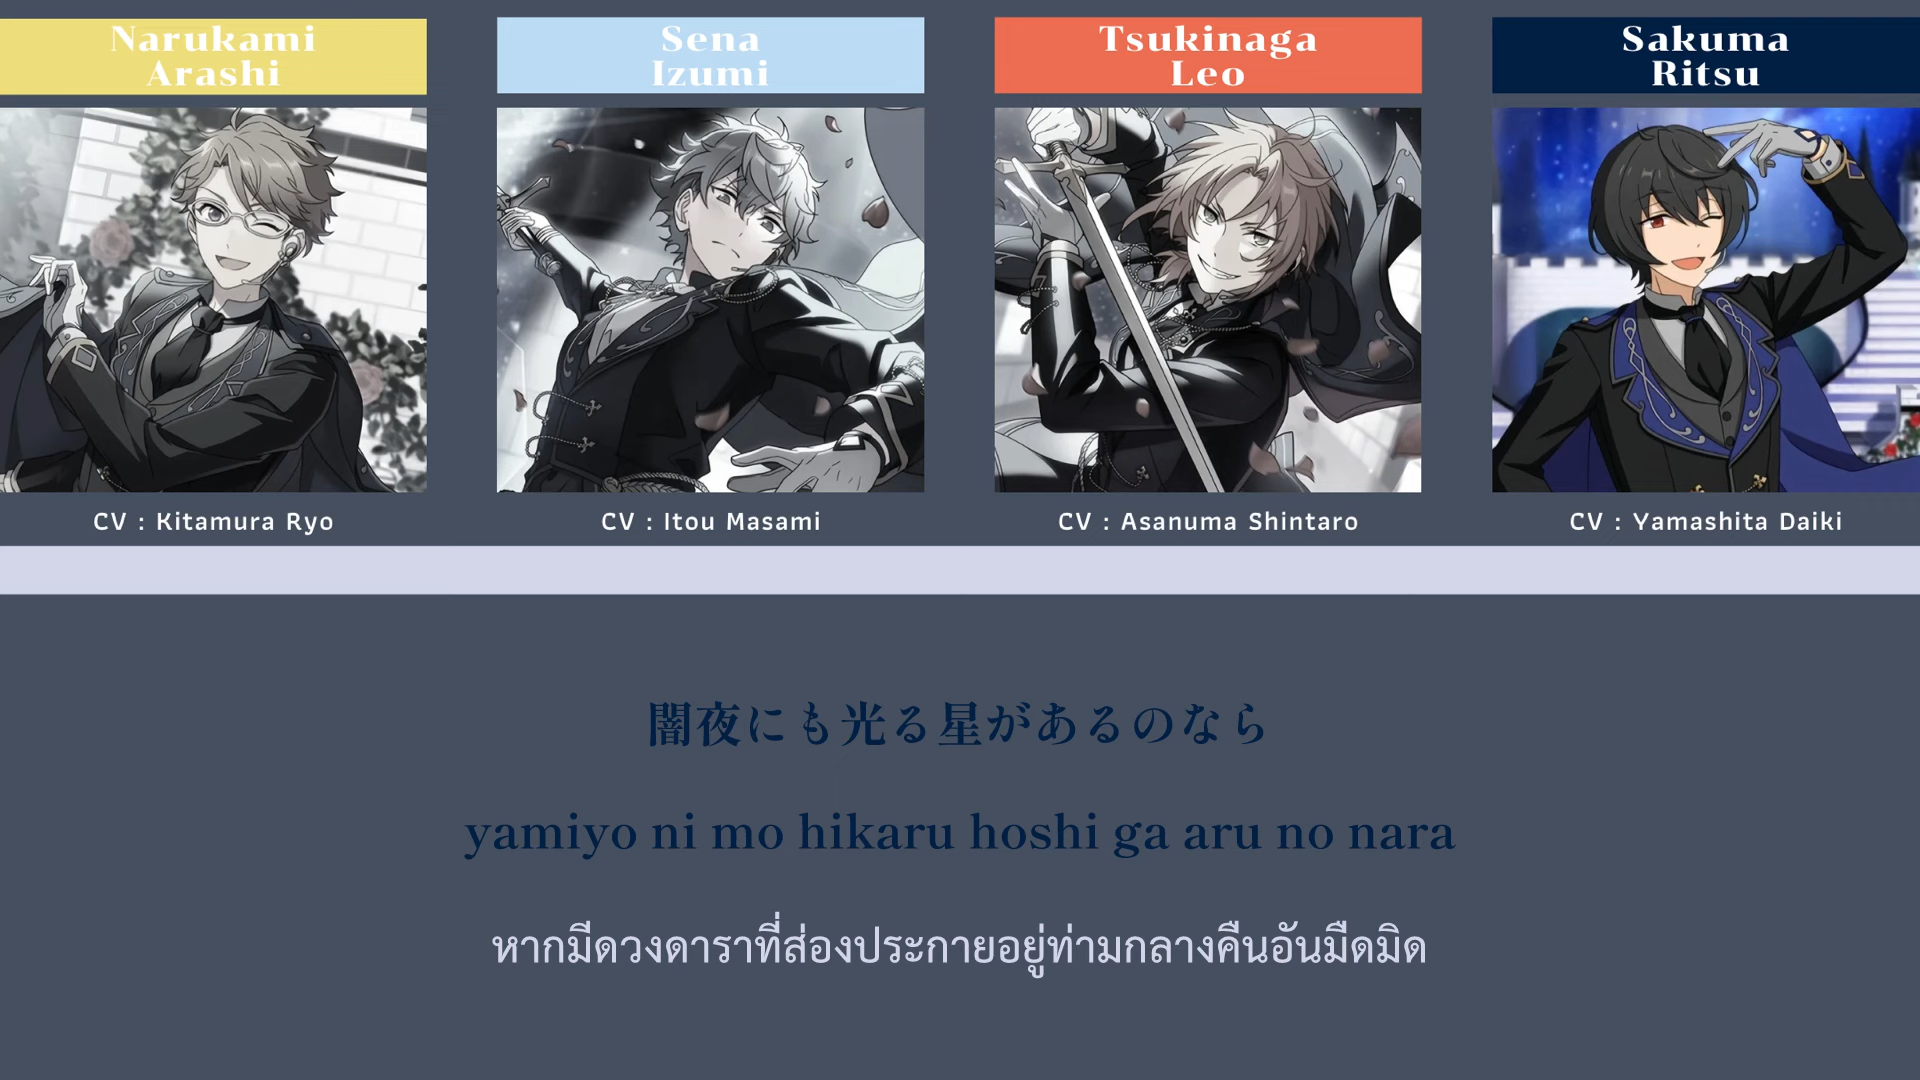 Narukami
Arashi
Sena
Izumi
Tsukinaga
Leo
Sakuma
Ritsu
CV : Kitamura Ryo
CV : Itou Masami
CV : Asanuma Shintaro
CV : Yamashita Daiki
闇夜にも光る星があるのなら
yamiyo ni mo hikaru hoshi ga aru no nara
หากมีดวงดาราที่ส่องประกายอยู่ท่ามกลางคืนอันมืดมิด